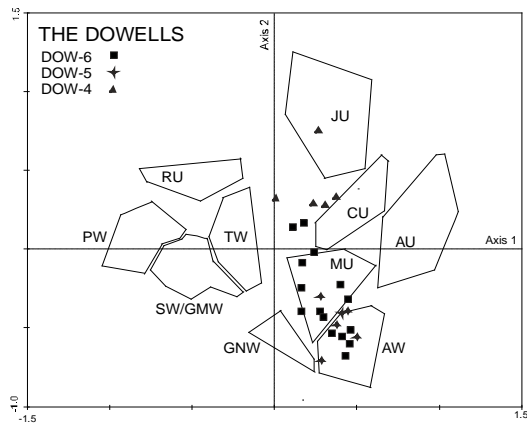 1.5
Axis 2
THE DOWELLS
DOW-6
DOW-5
DOW-4
JU
RU
CU
PW
TW
AU
Axis 1
MU
SW/GMW
GNW
AW
-1.0
-1.5
1.5